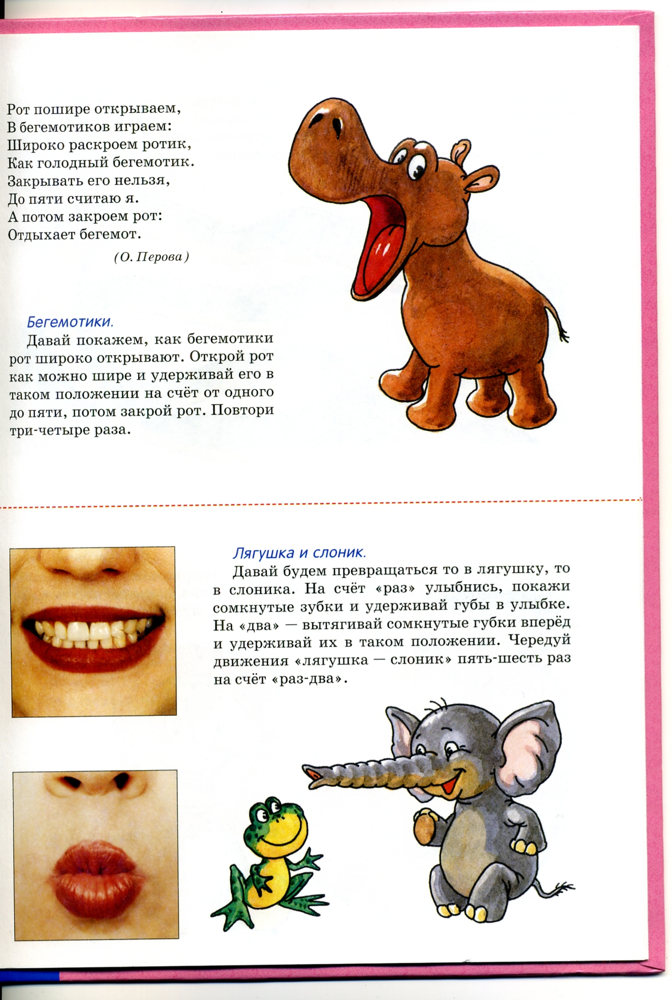 Рот пошире открываем,
В бегемотиков играем:
Широко раскроем ротик,
Как голодный бегемотик.
Закрывать его нельзя,
До пяти считаю я.
А потом закроем рот:
Отдыхает бегемот.
(О. Перова)
Бегемотики.
Давай покажем, как бегемотики
рот широко открывают. Открой рот
как можно шире и удерживай его в
таком положении на счёт от одного
до пяти, потом закрой рот. Повтори
три-четыре раза.
Лягушка и слоник.
Давай будем превращаться то в лягушку, то
в слоника. На счёт «раз» улыбнись, покажи
сомкнутые зубки и удерживай губы в улыбке.
На «два» — вытягивай сомкнутые губки вперёд
и удерживай их в таком положении. Чередуй
движения «лягушка — слоник» пять-шесть раз
на счёт «раз-два».